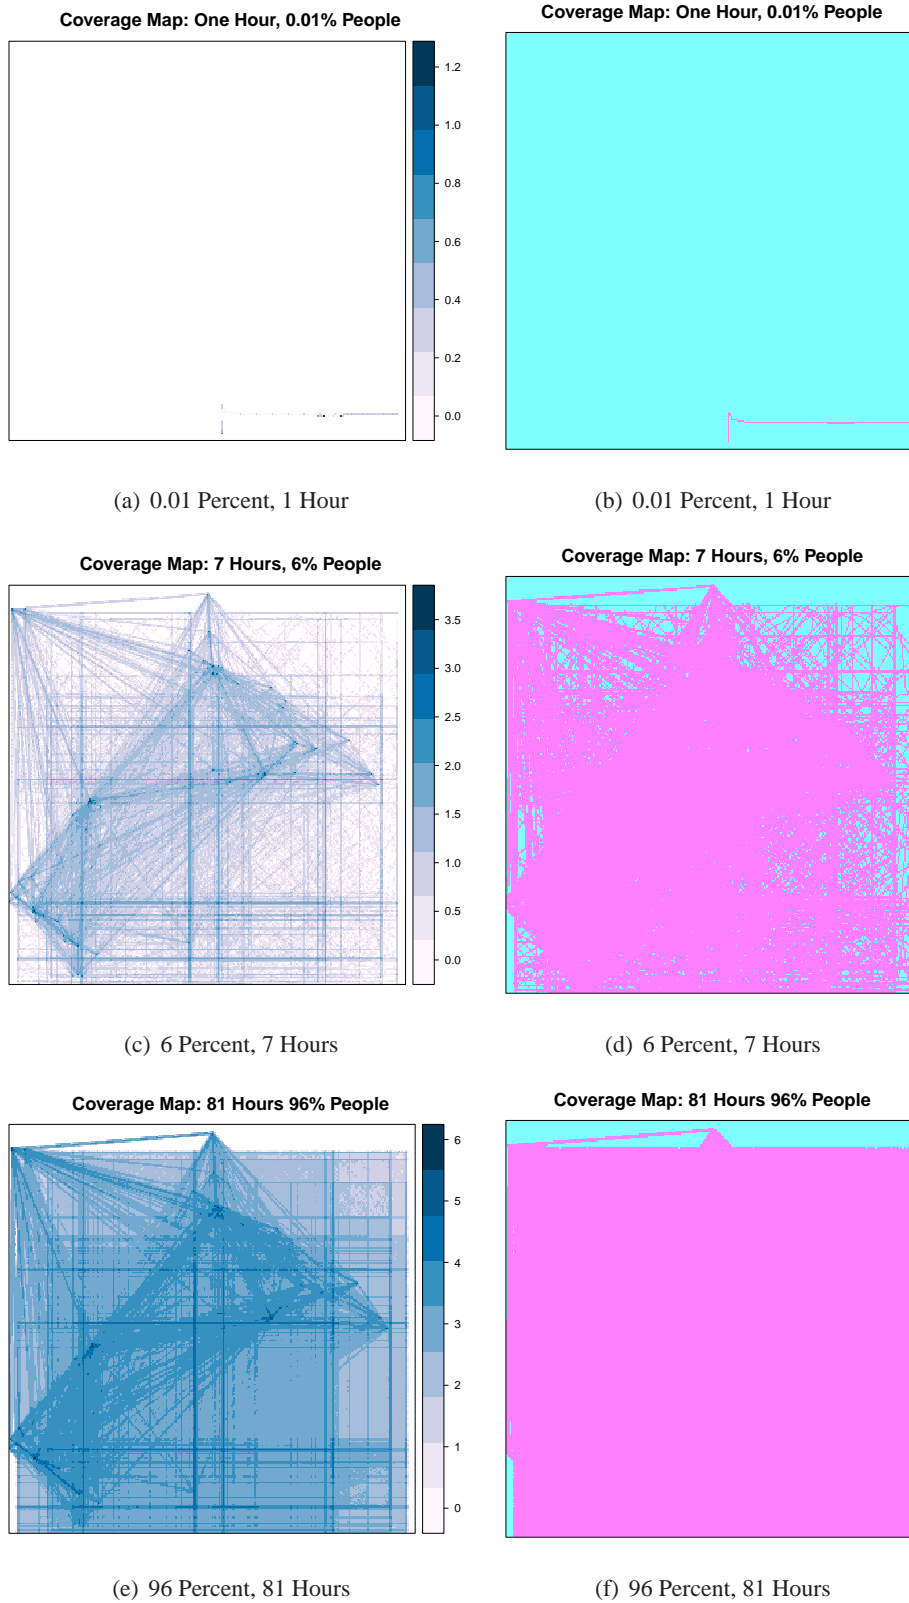 Coverage Map: One Hour, 0.01% People
Coverage Map: One Hour, 0.01% People
1.2
1.0
0.8
0.6
0.4
0.2
0.0
(a) 0.01 Percent, 1 Hour
(b) 0.01 Percent, 1 Hour
Coverage Map: 7 Hours, 6% People
Coverage Map: 7 Hours, 6% People
3.5
3.0
2.5
2.0
1.5
1.0
0.5
0.0
(c) 6 Percent, 7 Hours
(d) 6 Percent, 7 Hours
Coverage Map: 81 Hours 96% People
Coverage Map: 81 Hours 96% People
6
5
4
3
2
1
0
(e) 96 Percent, 81 Hours
(f) 96 Percent, 81 Hours